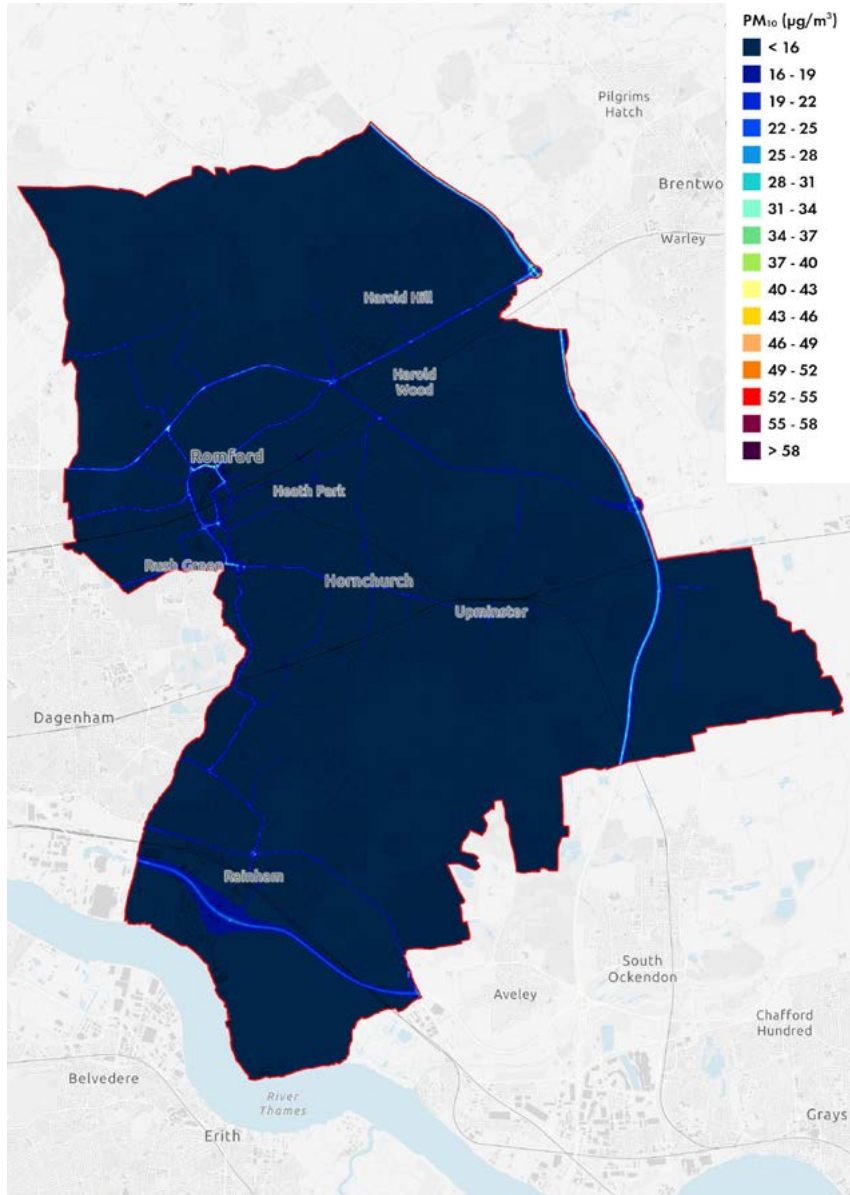 PM₁₀ (µg/m³)
< 16
16 - 19
19 - 22
22 - 25
25 - 28
28 - 31
31 - 34
34 - 37
37 - 40
40 - 43
43 - 46
46 - 49
49 - 52
52 - 55
55 - 58
> 58
Pilgrims
Hatch
Brentwo
Warley
Harold Hill
Harold
Wood
Romford
Heath Park
Rush Green
Hornchurch
Upminster
Dagenham
Rainham
South
Ockendon
Aveley
Chafford
Hundred
Belvedere
River
Thames
Erith
Grays